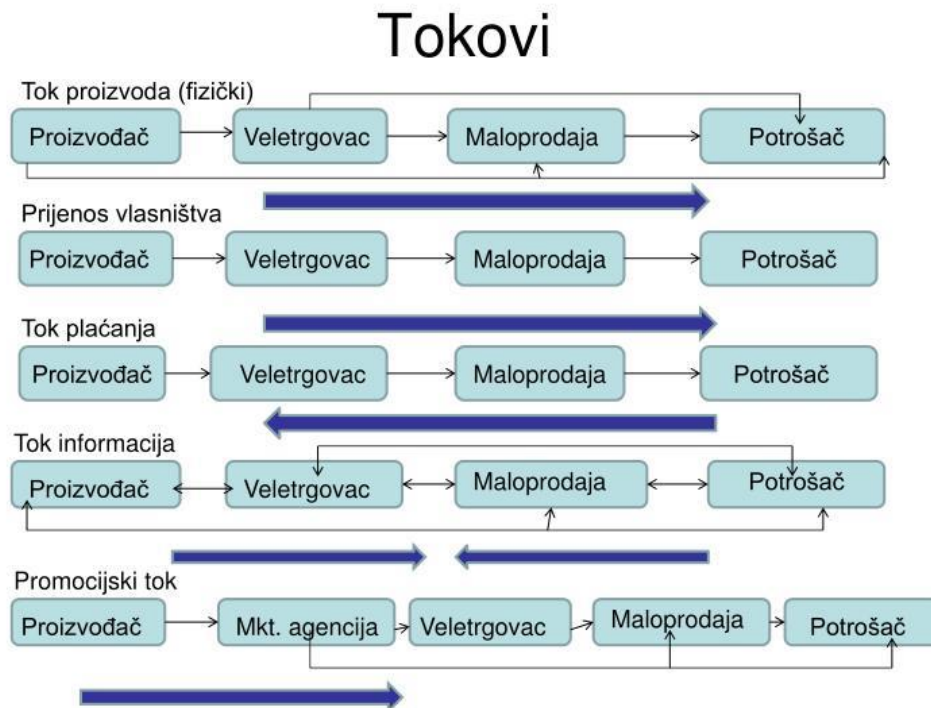 Tokovi
Tok proizvoda (fizički)
Proizvođač Veletrgovac Maloprodaja Potrošač
Prijenos vlasništva
Proizvođač Veletrgovac Maloprodaja Potrošač
Tok plaćanja
Proizvođač Veletrgovac Maloprodaja Potrošač
Tok informacija
Proizvođač Veletrgovac Maloprodaja Potrošač
Promocijski tok
Proizvođač Mkt. agencija Veletrgovac Maloprodaja Potrošač